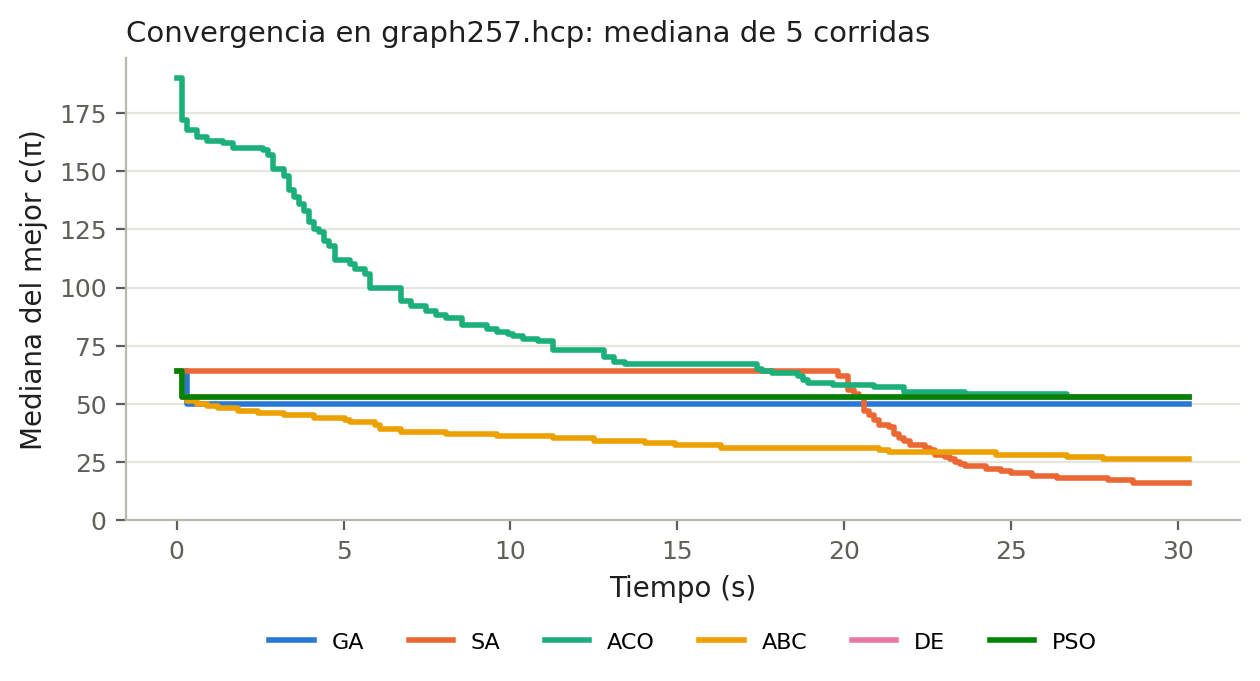 Convergencia en graph257.hcp: mediana de 5 corridas
Mediana del mejor c(π)
175
150
125
100
75
50
25
0
0 5 10 15 20 25 30
Tiempo (s)
GA SA ACO ABC DE PSO